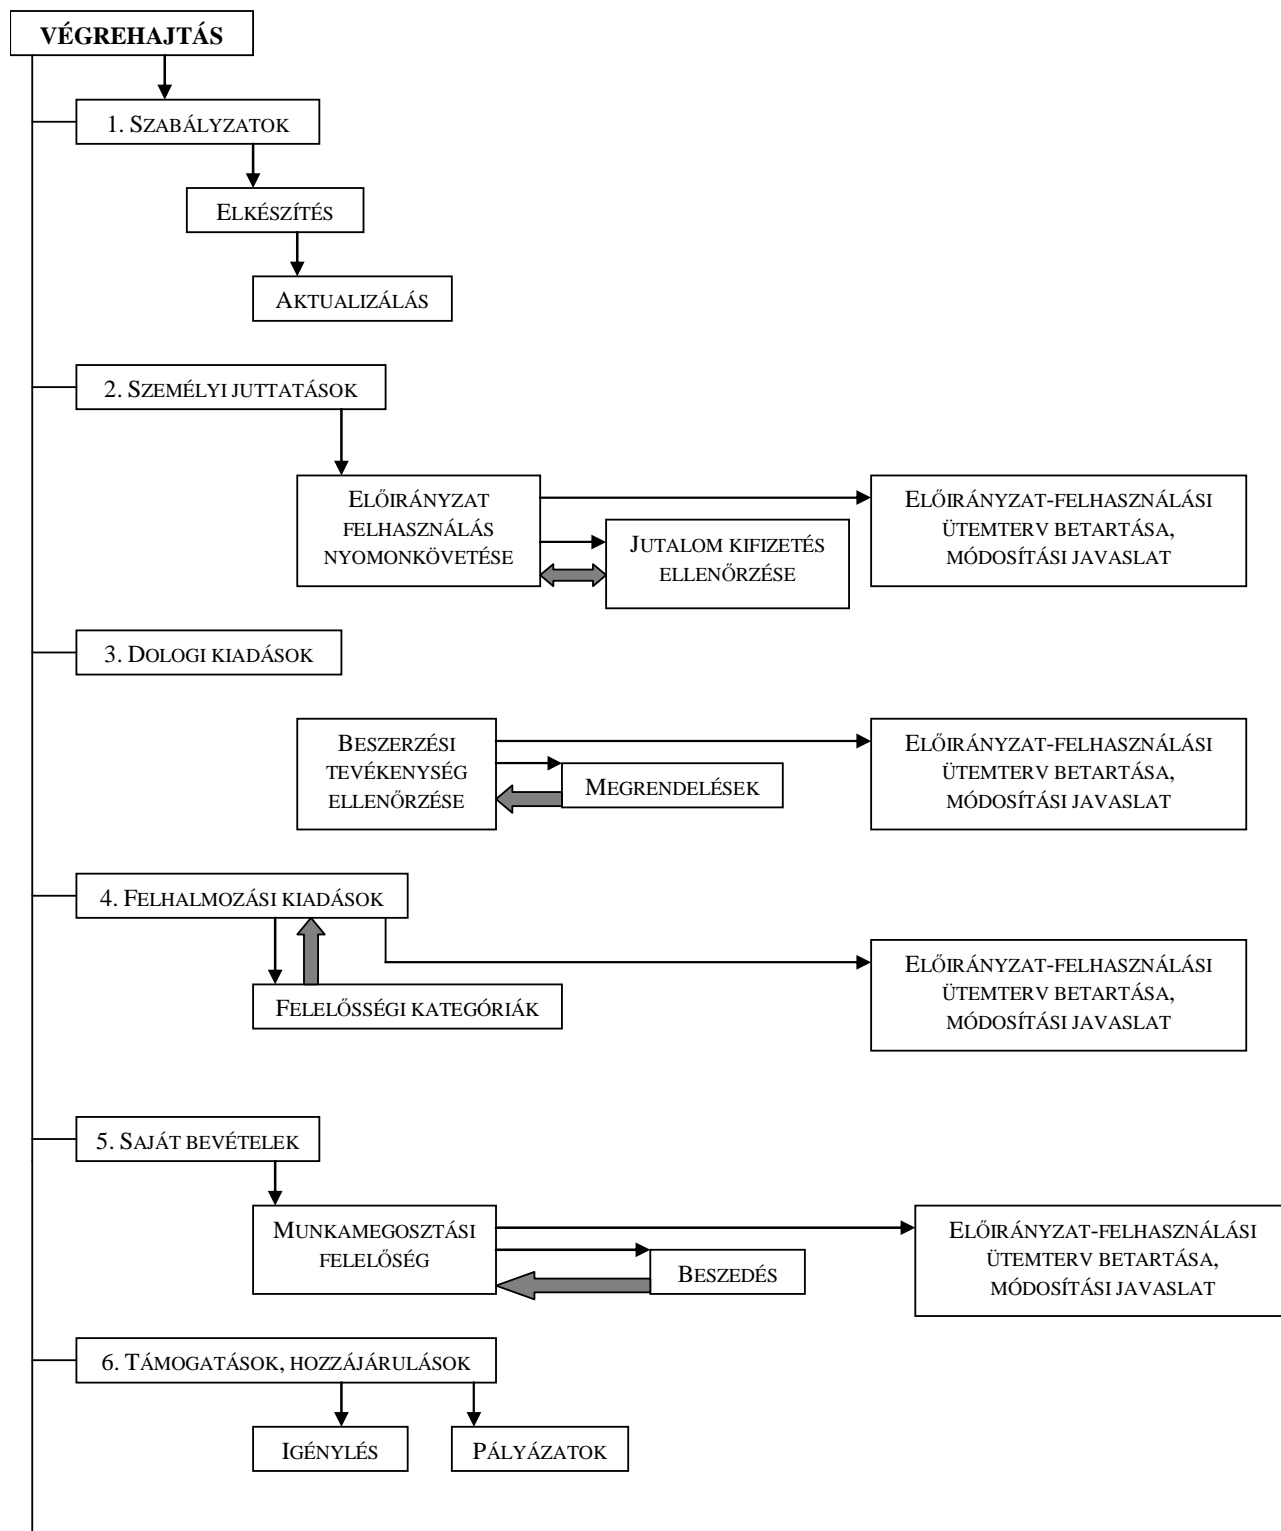 VÉGREHAJTÁS
1. SZABÁLYZATOK
ELKÉSZÍTÉS
AKTUALIZÁLÁS
2. SZEMÉLYI JUTTATÁSOK
ELŐIRÁNYZAT
FELHASZNÁLÁS
NYOMONKÖVETÉSE
JUTALOM KIFIZETÉS
ELLENŐRZÉSE
ELŐIRÁNYZAT-FELHASZNÁLÁSI
ÜTEMTERV BETARTÁSA,
MÓDOSÍTÁSI JAVASLAT
3. DOLOGI KIADÁSOK
BESZERZÉSI
TEVÉKENYSÉG
ELLENŐRZÉSE
MEGRENDELÉSEK
ELŐIRÁNYZAT-FELHASZNÁLÁSI
ÜTEMTERV BETARTÁSA,
MÓDOSÍTÁSI JAVASLAT
4. FELHALMOZÁSI KIADÁSOK
FELELŐSSÉGI KATEGÓRIÁK
ELŐIRÁNYZAT-FELHASZNÁLÁSI
ÜTEMTERV BETARTÁSA,
MÓDOSÍTÁSI JAVASLAT
5. SAJÁT BEVÉTELEK
MUNKAMEGOSZTÁSI
FELELŐSÉG
BESZEDÉS
ELŐIRÁNYZAT-FELHASZNÁLÁSI
ÜTEMTERV BETARTÁSA,
MÓDOSÍTÁSI JAVASLAT
6. TÁMOGATÁSOK, HOZZÁJÁRULÁSOK
IGÉNYLÉS
PÁLYÁZATOK